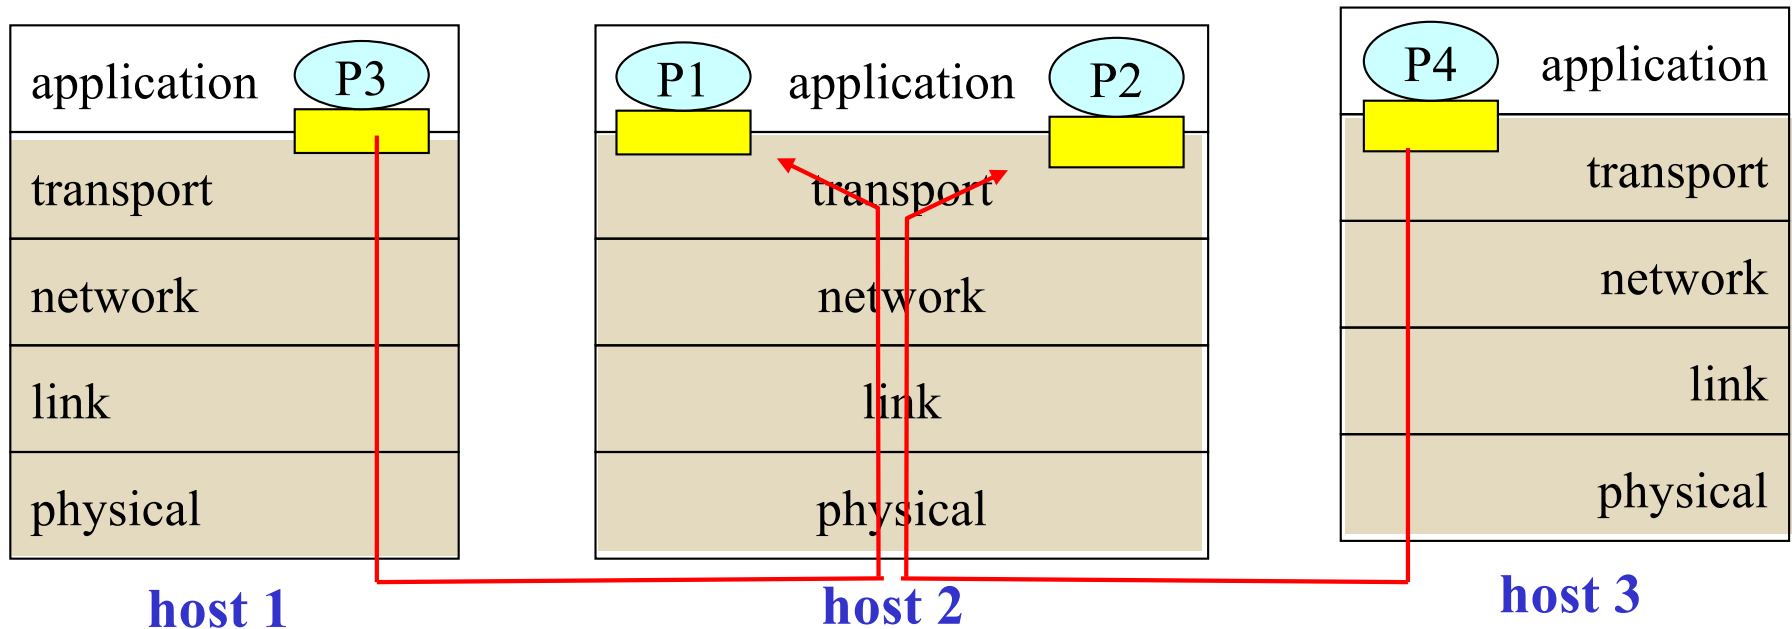 application P3
transport
network
link
physical
host 1
P1 application P2
transport
network
link
physical
host 2
P4 application
transport
network
link
physical
host 3